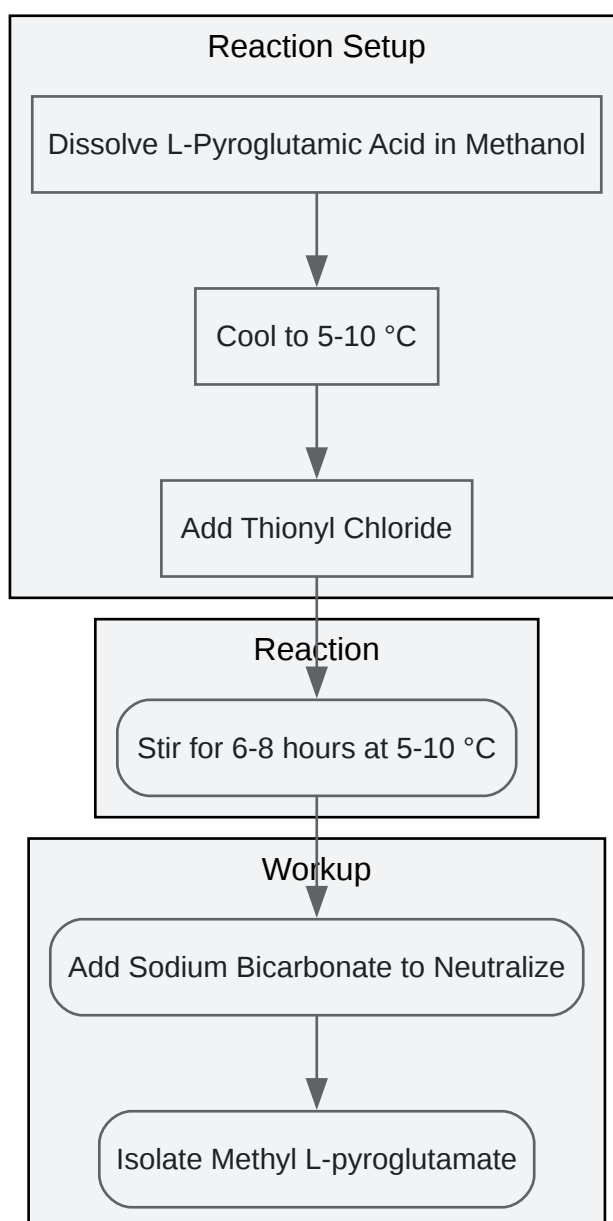 Reaction Setup
Dissolve L-Pyroglutamic Acid in Methanol
Cool to 5-10 °C
Add Thionyl Chloride
Reaction
Stir for 6-8 hours at 5-10 °C
Workup
Add Sodium Bicarbonate to Neutralize
Isolate Methyl L-pyroglutamate